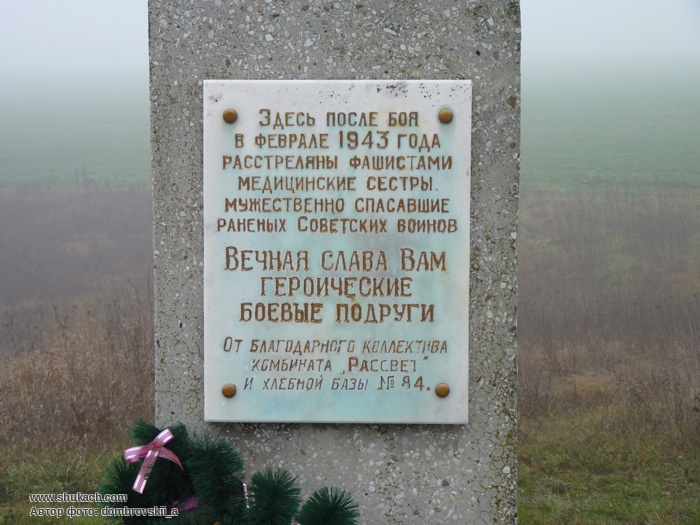 Здесь после боя
в феврале 1943 года
расстреляны фашистами
медицинские сестры.
мужественно спасавшие
раненых Советских воинов
Вечная слава Вам
героические
боевые подруги
От благодарного коллектива
комбината „Рассвет"
и хлебной базы № 84.
www.shukach.com
Автор фото: dombrovskii_a